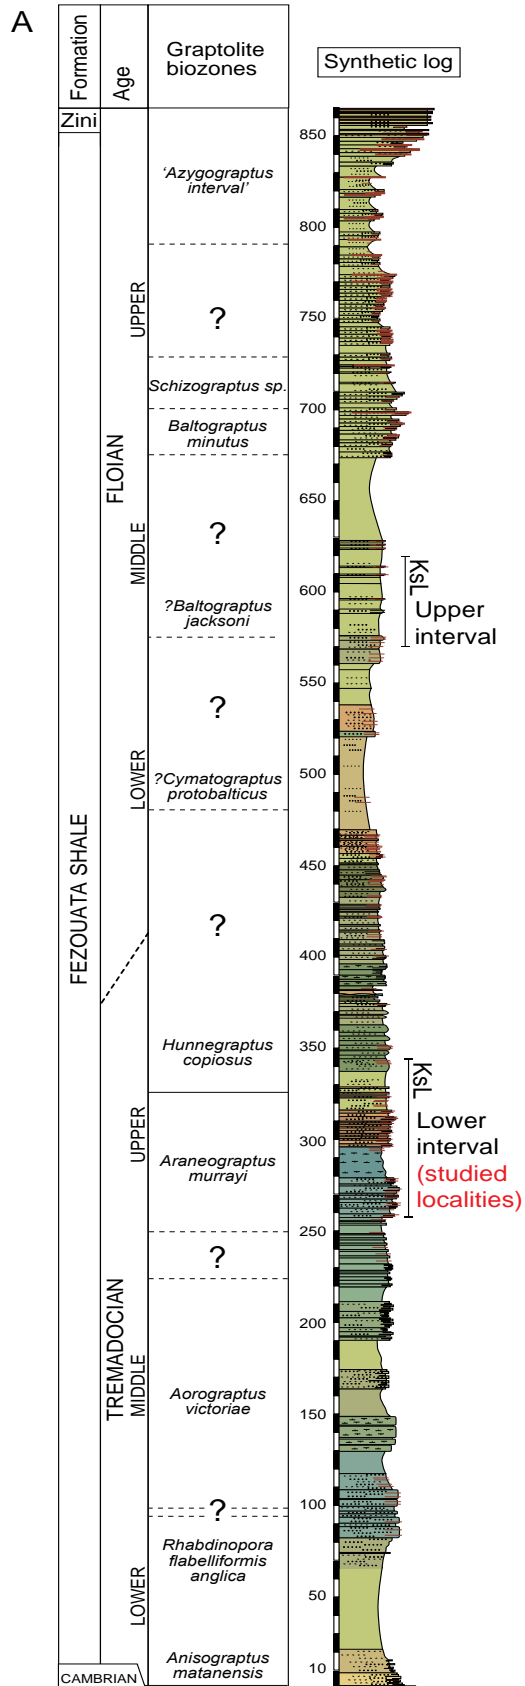 A
Formation
Age
Graptolite
biozones
Synthetic log
Zini
FEZOUATA SHALE
CAMBRIAN
FLOIAN
UPPER
MIDDLE
LOWER
TREMADOCIAN
UPPER
MIDDLE
LOWER
‘Azygograptus
interval’
?
Schizograptus sp.
Baltograptus
minutus
?
?Baltograptus
jacksoni
?
?Cymatograptus
protobalticus
?
Hunnegraptus
copiosus
Araneograptus
murrayi
?
Aorograptus
victoriae
?
Rhabdinopora
flabelliformis
anglica
Anisograptus
matanensis
850
800
750
700
650
600
550
500
450
400
350
300
250
200
150
100
50
10
KsL
Upper
interval
KsL
Lower
interval
(studied
localities)